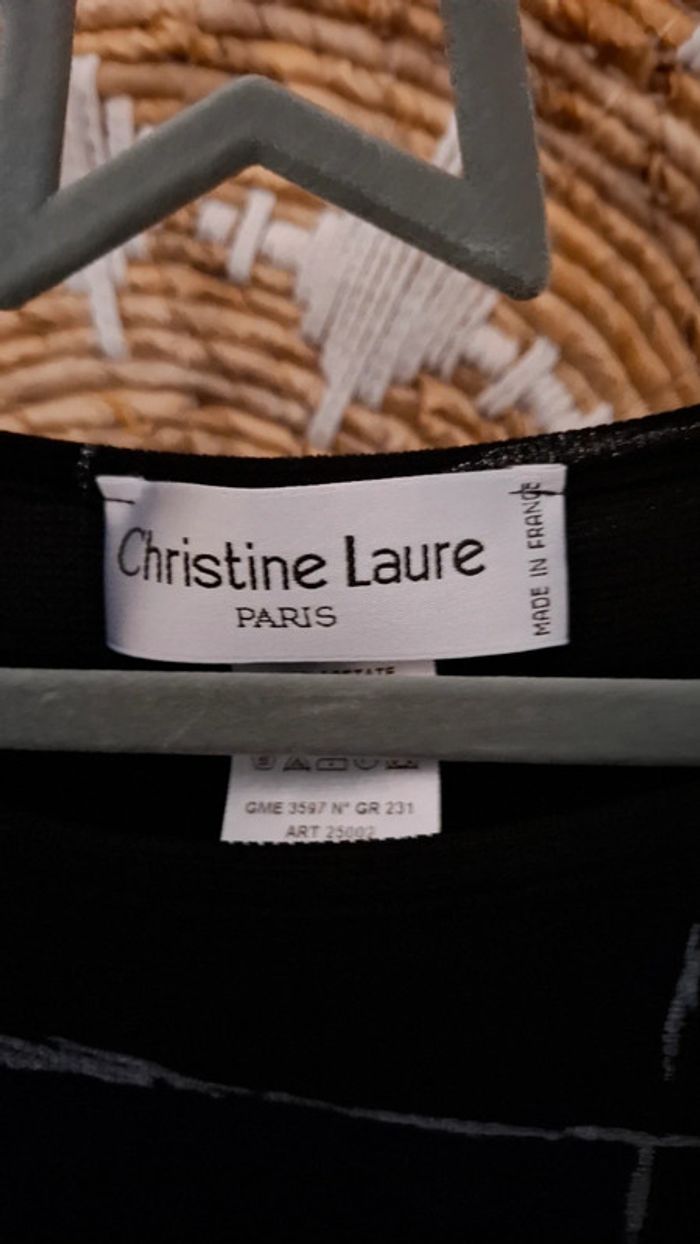 Christine Laure
PARIS
MADE IN FRANCE
GME 3597 N° GR 231
ART 25002